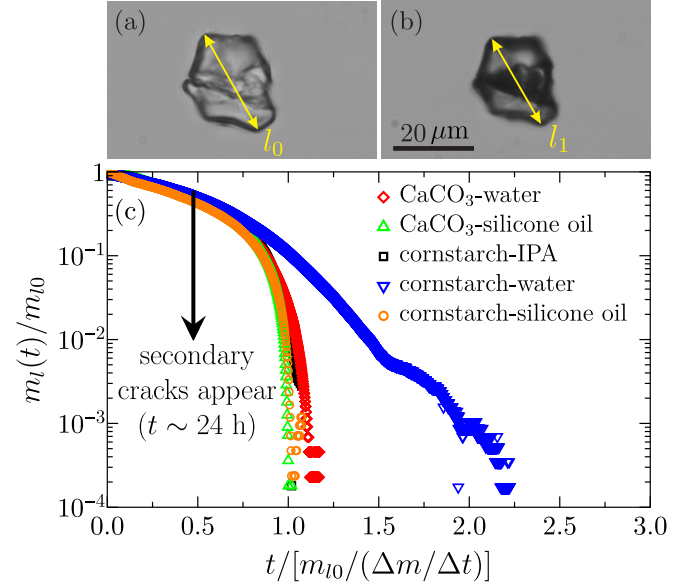 (a)
l₀
(b)
20 μm
l₁
1
10⁻¹
10⁻²
10⁻³
10⁻⁴
mₗ(t)/mₗ₀
(c)
CaCO₃-water
CaCO₃-silicone oil
cornstarch-IPA
cornstarch-water
cornstarch-silicone oil
secondary
cracks appear
(t ∼ 24 h)
0.0 0.5 1.0 1.5 2.0 2.5 3.0
t/[mₗ₀/(Δm/Δt)]